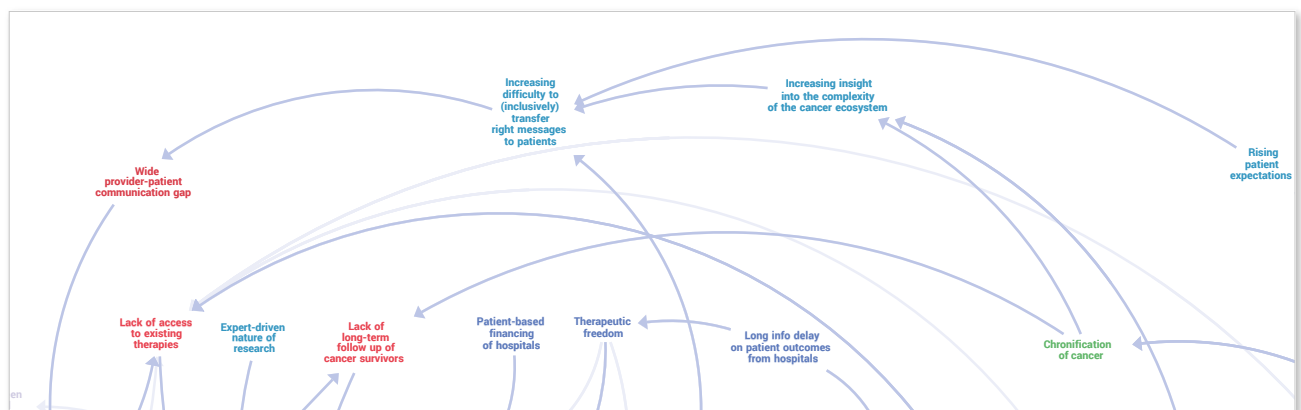 Increasing
difficulty to
(inclusively)
transfer
right messages
to patients
Increasing insight
into the complexity
of the cancer ecosystem
Rising
patient
expectations
Wide
provider-patient
communication gap
Lack of access
to existing
therapies
Expert-driven
nature of
research
Lack of
long-term
follow up of
cancer survivors
Patient-based
financing
of hospitals
Therapeutic
freedom
Long info delay
on patient outcomes
from hospitals
Chronification
of cancer
en